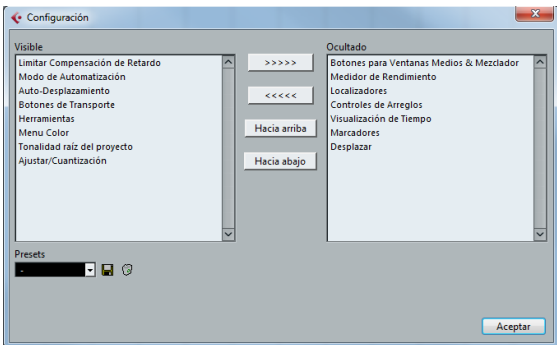 Configuración
Visible
Limitar Compensación de Retardo
Modo de Automatización
Auto-Desplazamiento
Botones de Transporte
Herramientas
Menu Color
Tonalidad raíz del proyecto
Ajustar/Cuantización
>>>>>
<<<<<
Hacia arriba
Hacia abajo
Ocultado
Botones para Ventanas Medios & Mezclador
Medidor de Rendimiento
Localizadores
Controles de Arreglos
Visualización de Tiempo
Marcadores
Desplazar
Presets
-
Aceptar